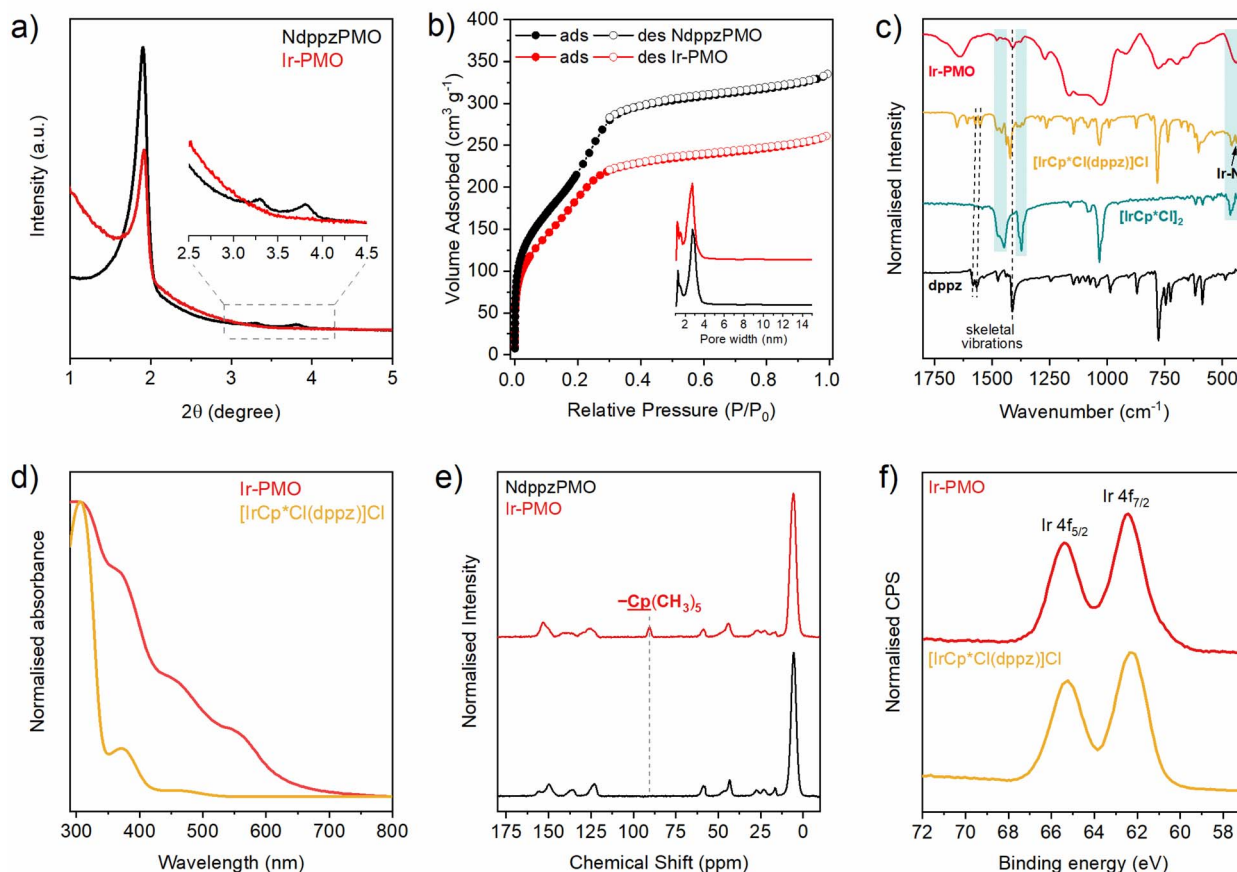 a)
NdppzPMO
Ir-PMO
Intensity (a.u.)
2.5 3.0 3.5 4.0 4.5
1 2 3 4 5
2θ (degree)
b)
ads des NdppzPMO
ads des Ir-PMO
Volume Adsorbed (cm³ g⁻¹)
400
350
300
250
200
150
100
50
0
2 4 6 8 10 12 14
Pore width (nm)
0.0 0.2 0.4 0.6 0.8 1.0
Relative Pressure (P/P₀)
c)
Ir-PMO
[IrCp*Cl(dppz)]Cl
Ir-N
[IrCp*Cl]₂
dppz
skeletal
vibrations
Normalised Intensity
1750 1500 1250 1000 750 500
Wavenumber (cm⁻¹)
d)
Ir-PMO
[IrCp*Cl(dppz)]Cl
Normalised absorbance
300 400 500 600 700 800
Wavelength (nm)
e)
NdppzPMO
Ir-PMO
–Cp(CH₃)₅
Normalised Intensity
180 150 120 90 60 30 0
Chemical Shift (ppm)
f)
Ir-PMO
Ir 4f₇/₂
Ir 4f₅/₂
[IrCp*Cl(dppz)]Cl
Normalised CPS
72 70 68 66 64 62 60 58
Binding energy (eV)